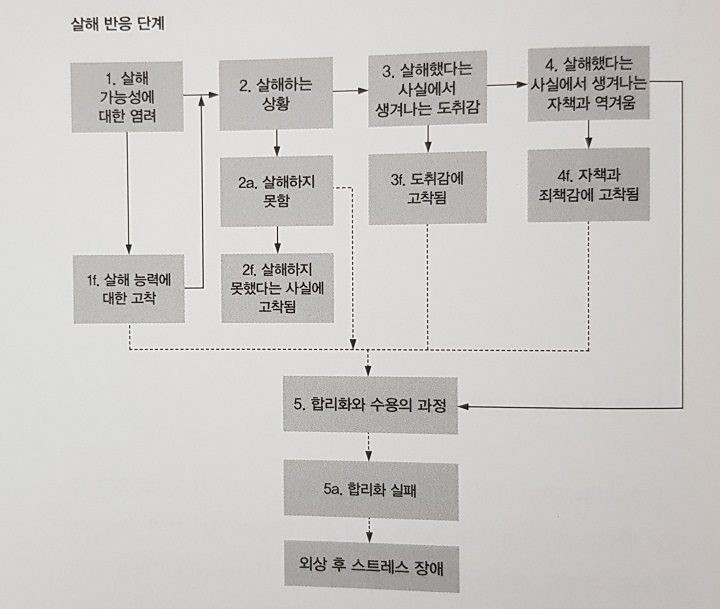 살해 반응 단계
1. 살해
가능성에
대한 염려
2. 살해하는
상황
3. 살해했다는
사실에서
생겨나는 도취감
4. 살해했다는
사실에서 생겨나는
자책과 역겨움
2a. 살해하지
못함
3f. 도취감에
고착됨
4f. 자책과
죄책감에 고착됨
1f. 살해 능력에
대한 고착
2f. 살해하지
못했다는 사실에
고착됨
5. 합리화와 수용의 과정
5a. 합리화 실패
외상 후 스트레스 장애